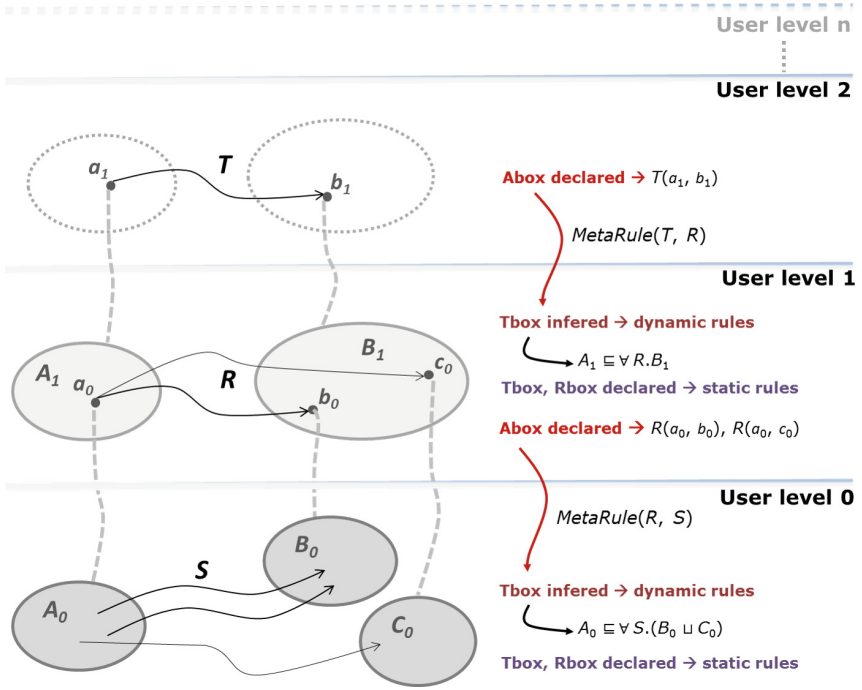 User level n
User level 2
a₁
T
b₁
Abox declared → T(a₁, b₁)
MetaRule(T, R)
User level 1
A₁
a₀
R
B₁
b₀
c₀
Tbox infered → dynamic rules
A₁ ⊑ ∀ R.B₁
Tbox, Rbox declared → static rules
Abox declared → R(a₀, b₀), R(a₀, c₀)
MetaRule(R, S)
User level 0
A₀
S
B₀
C₀
Tbox infered → dynamic rules
A₀ ⊑ ∀ S.(B₀ ⊔ C₀)
Tbox, Rbox declared → static rules